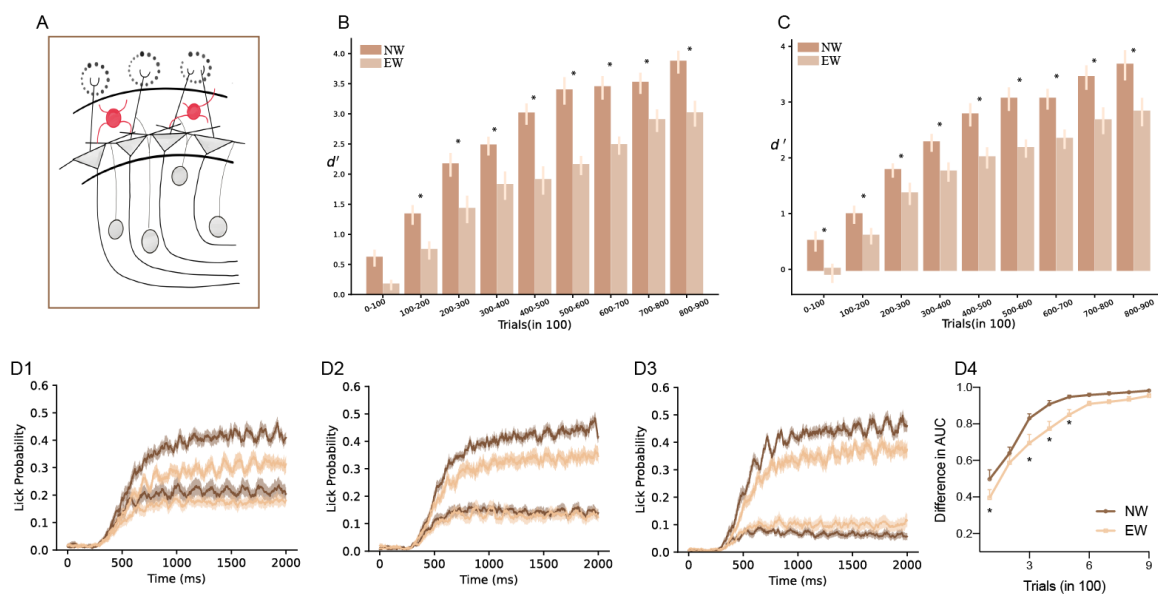 A
B
NW
EW
4.0
3.5
3.0
2.5
d'
2.0
1.5
1.0
0.5
0.0
0-100
100-200
200-300
300-400
400-500
500-600
600-700
700-800
800-900
Trials(in 100)
* * * * * * * *
C
NW
EW
4
3
d'
2
1
0
0-100
100-200
200-300
300-400
400-500
500-600
600-700
700-800
800-900
Trials(in 100)
* * * * * * * * *
D1
Lick Probability
0.6
0.5
0.4
0.3
0.2
0.1
0.0
0 500 1000 1500 2000
Time (ms)
D2
Lick Probability
0.6
0.5
0.4
0.3
0.2
0.1
0.0
0 500 1000 1500 2000
Time (ms)
D3
Lick Probability
0.6
0.5
0.4
0.3
0.2
0.1
0.0
0 500 1000 1500 2000
Time (ms)
D4
Difference in AUC
1.0
0.8
0.6
0.4
0.2
* * * *
NW
EW
3 6 9
Trials (in 100)